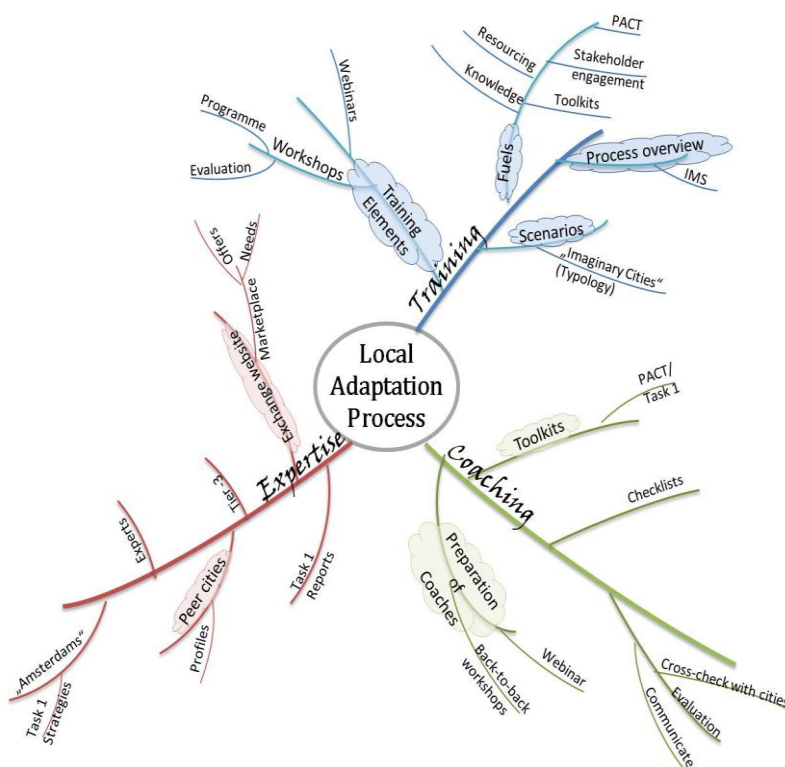 Local
Adaptation
Process
Training
Training
Elements
Webinars
Workshops
Programme
Evaluation
Fuels
PACT
Resourcing
Stakeholder
engagement
Knowledge
Toolkits
Process overview
IMS
Scenarios
„Imaginary Cities“
(Typology)
Coaching
Toolkits
PACT/
Task 1
Checklists
Preparation
of
Coaches
Back-to-back
workshops
Webinar
Evaluation
Cross-check with cities
Communicate
Expertise
Exchange website
Marketplace
Offers
Needs
Tier 3
Experts
„Amsterdams“
Task 1
Strategies
Peer cities
Profiles
Task 1
Reports